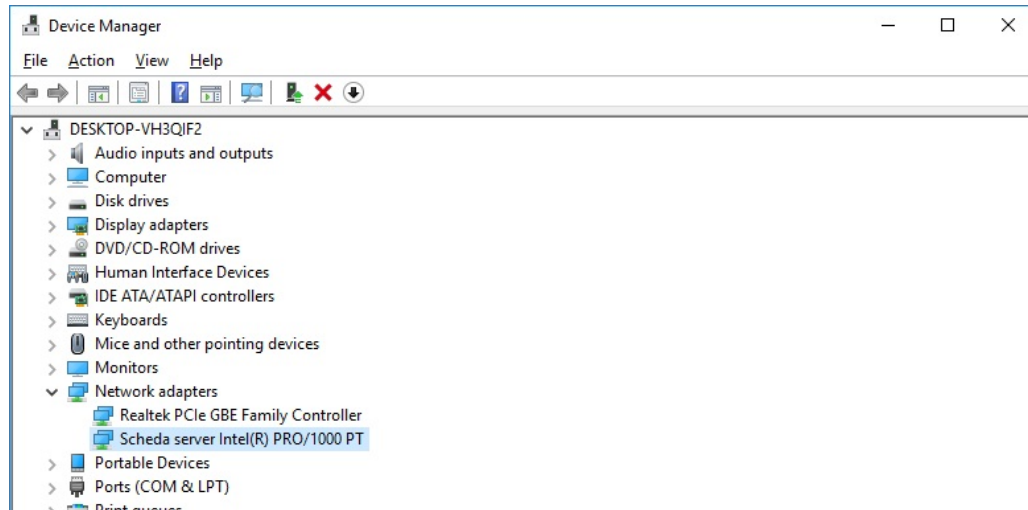 Device Manager
File Action View Help
DESKTOP-VH3QIF2
Audio inputs and outputs
Computer
Disk drives
Display adapters
DVD/CD-ROM drives
Human Interface Devices
IDE ATA/ATAPI controllers
Keyboards
Mice and other pointing devices
Monitors
Network adapters
Realtek PCIe GBE Family Controller
Scheda server Intel(R) PRO/1000 PT
Portable Devices
Ports (COM & LPT)
Print queues